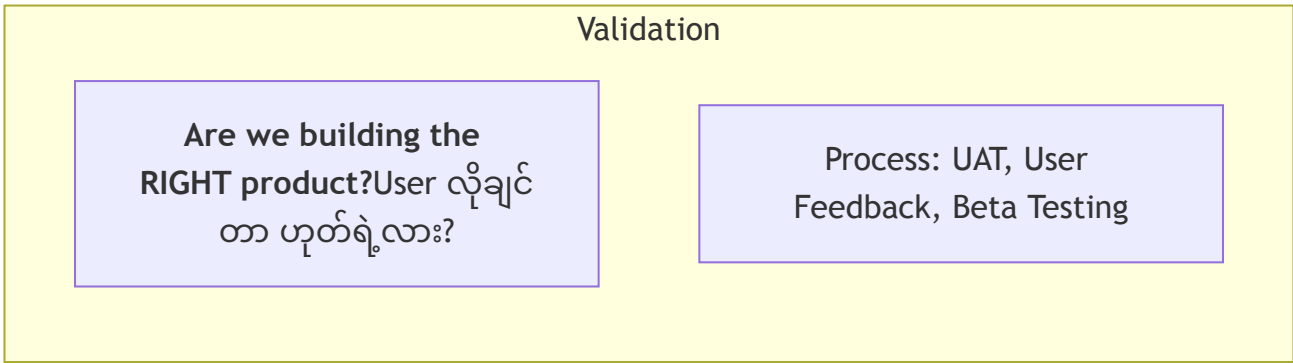 Validation
Are we building the
RIGHT product?User လိုချင်
တာ ဟုတ်ရဲ့လား?
Process: UAT, User
Feedback, Beta Testing